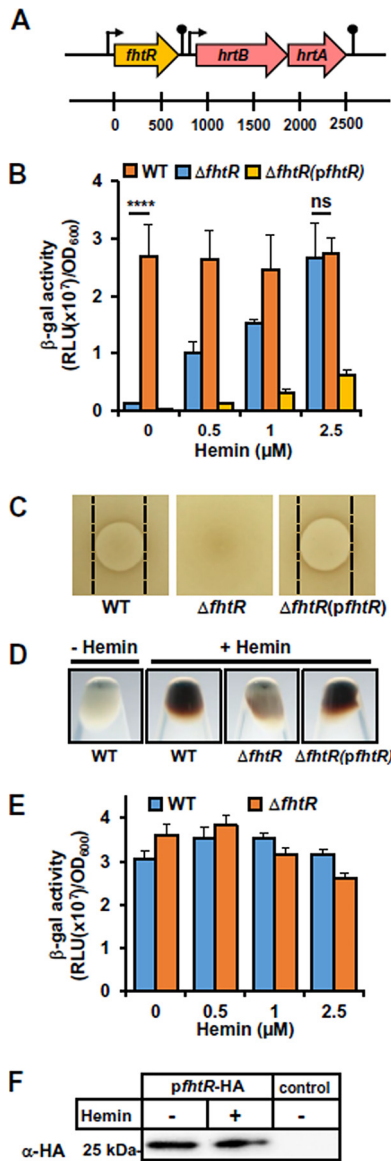 A
fhtR hrtB hrtA
0 500 1000 1500 2000 2500
B
WT ΔfhtR ΔfhtR(pfhtR)
β-gal activity
(RLU(x10⁷)/OD₆₀₀)
4
3
2
1
0
**** ns
0 0.5 1 2.5
Hemin (µM)
C
WT ΔfhtR ΔfhtR(pfhtR)
D
- Hemin + Hemin
WT WT ΔfhtR ΔfhtR(pfhtR)
E
WT ΔfhtR
β-gal activity
(RLU(x10⁷)/OD₆₀₀)
4
3
2
1
0
0 0.5 1 2.5
Hemin (µM)
F
pfhtR-HA control
Hemin - + -
α-HA 25 kDa-